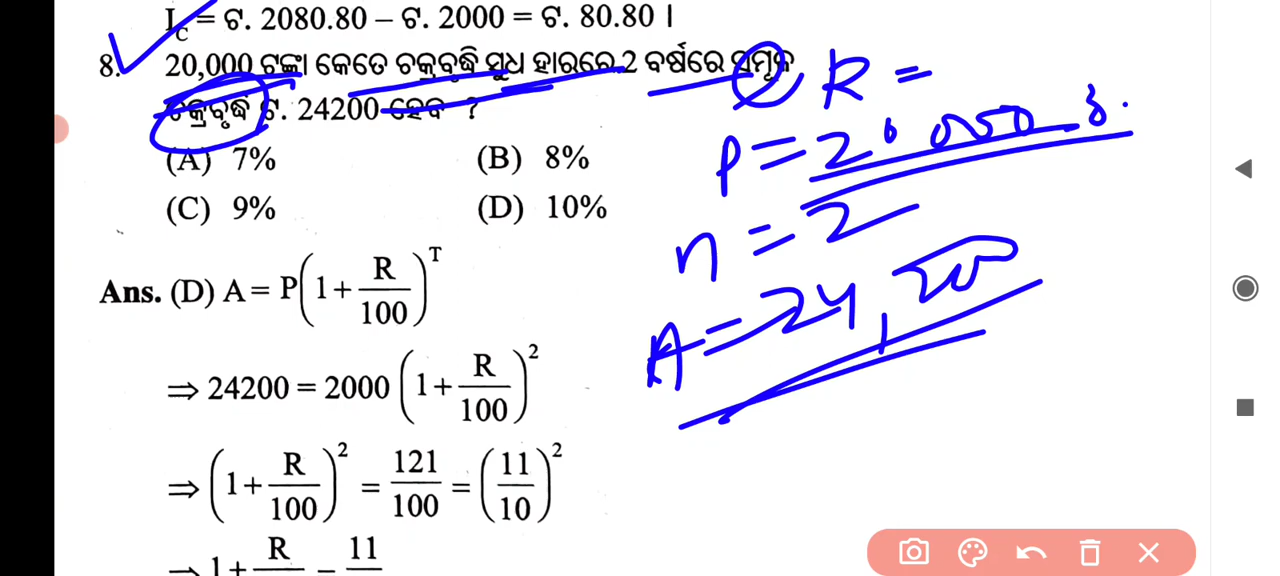 I_C = ଟ. 2080.80 – ଟ. 2000 = ଟ. 80.80 ।
8. 20,000 ଟଙ୍କା କେତେ ଚକ୍ରବୃଦ୍ଧି ସୁଧ ହାରରେ 2 ବର୍ଷରେ ସମୂଳ
ଚକ୍ରବୃଦ୍ଧି ଟ. 24200 ହେବ ?
(A) 7% (B) 8%
(C) 9% (D) 10%
Ans. (D) A = P(1 + R/100)^T
⇒ 24200 = 2000 (1 + R/100)^2
⇒ (1 + R/100)^2 = 121/100 = (11/10)^2
⇒ 1 + R = 11
R =
P = 20,000
n = 2
A = 24,200